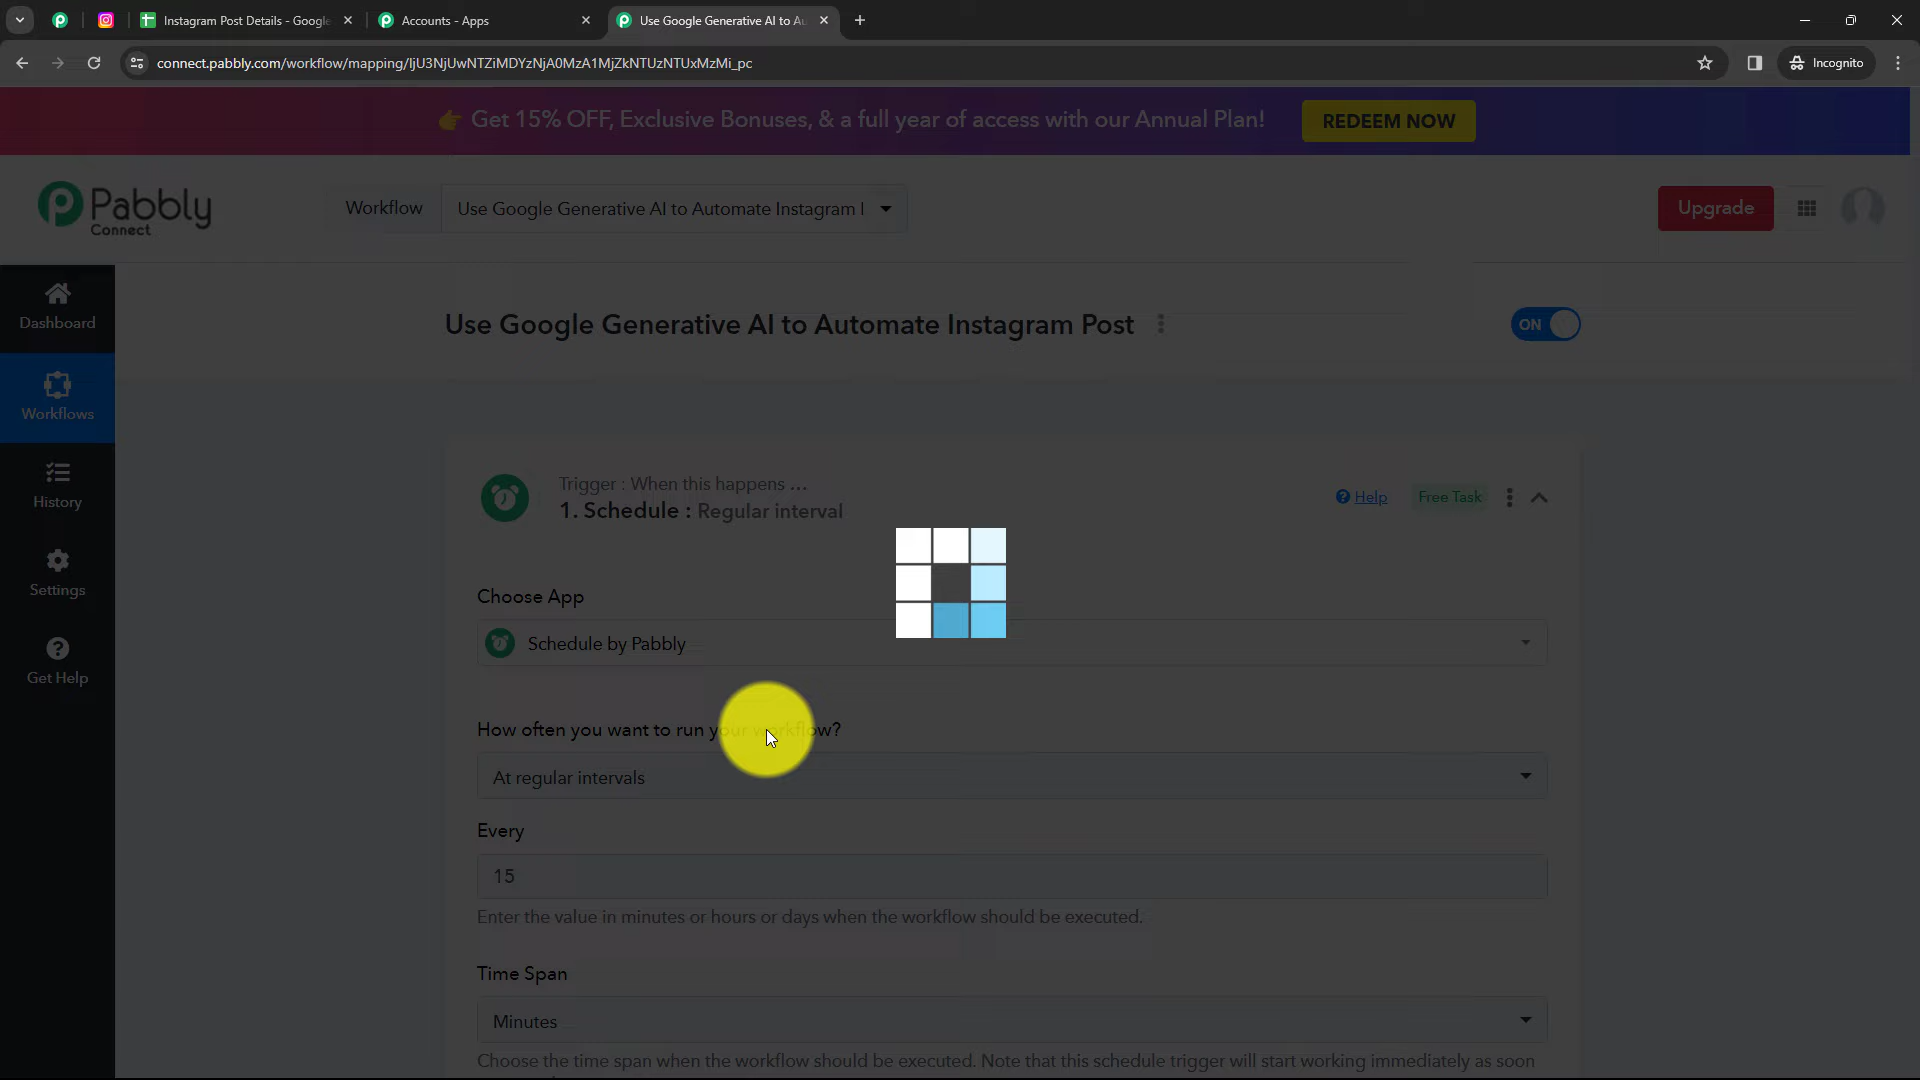 Instagram Post Details - Google
Accounts - Apps
Use Google Generative AI to Au
connect.pabbly.com/workflow/mapping/IjU3NjUwNTZiMDYzNjA0MzA1MjZkNTUzNTUxMzMi_pc
Incognito
👉 Get 15% OFF, Exclusive Bonuses, & a full year of access with our Annual Plan!
REDEEM NOW
Pabbly
Connect
Workflow
Use Google Generative AI to Automate Instagram I
Upgrade
Dashboard
Use Google Generative AI to Automate Instagram Post
ON
Workflows
History
Settings
Get Help
Trigger : When this happens ...
1. Schedule : Regular interval
Help
Free Task
Choose App
Schedule by Pabbly
How often you want to run your workflow?
At regular intervals
Every
15
Enter the value in minutes or hours or days when the workflow should be executed.
Time Span
Minutes
Choose the time span when the workflow should be executed. Note that this schedule trigger will start working immediately as soon